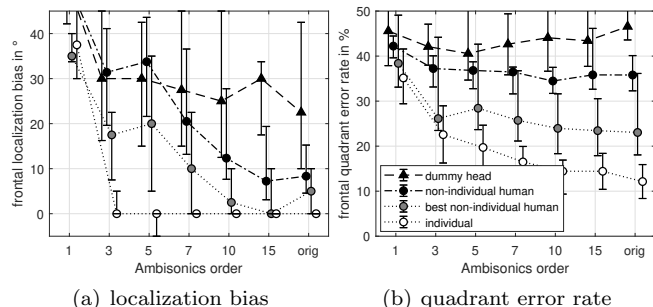 frontal localization bias in °
40
30
20
10
0
1 3 5 7 10 15 orig
Ambisonics order
(a) localization bias
frontal quadrant error rate in %
50
40
30
20
10
0
dummy head
non-individual human
best non-individual human
individual
1 3 5 7 10 15 orig
Ambisonics order
(b) quadrant error rate